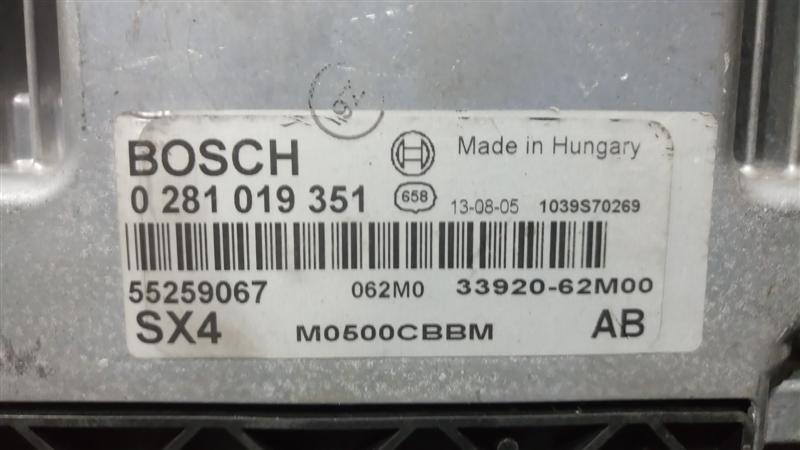 BOSCH
Made in Hungary
0 281 019 351
658
13-08-05
1039S70269
55259067
062M0
33920-62M00
SX4
M0500CBBM
AB